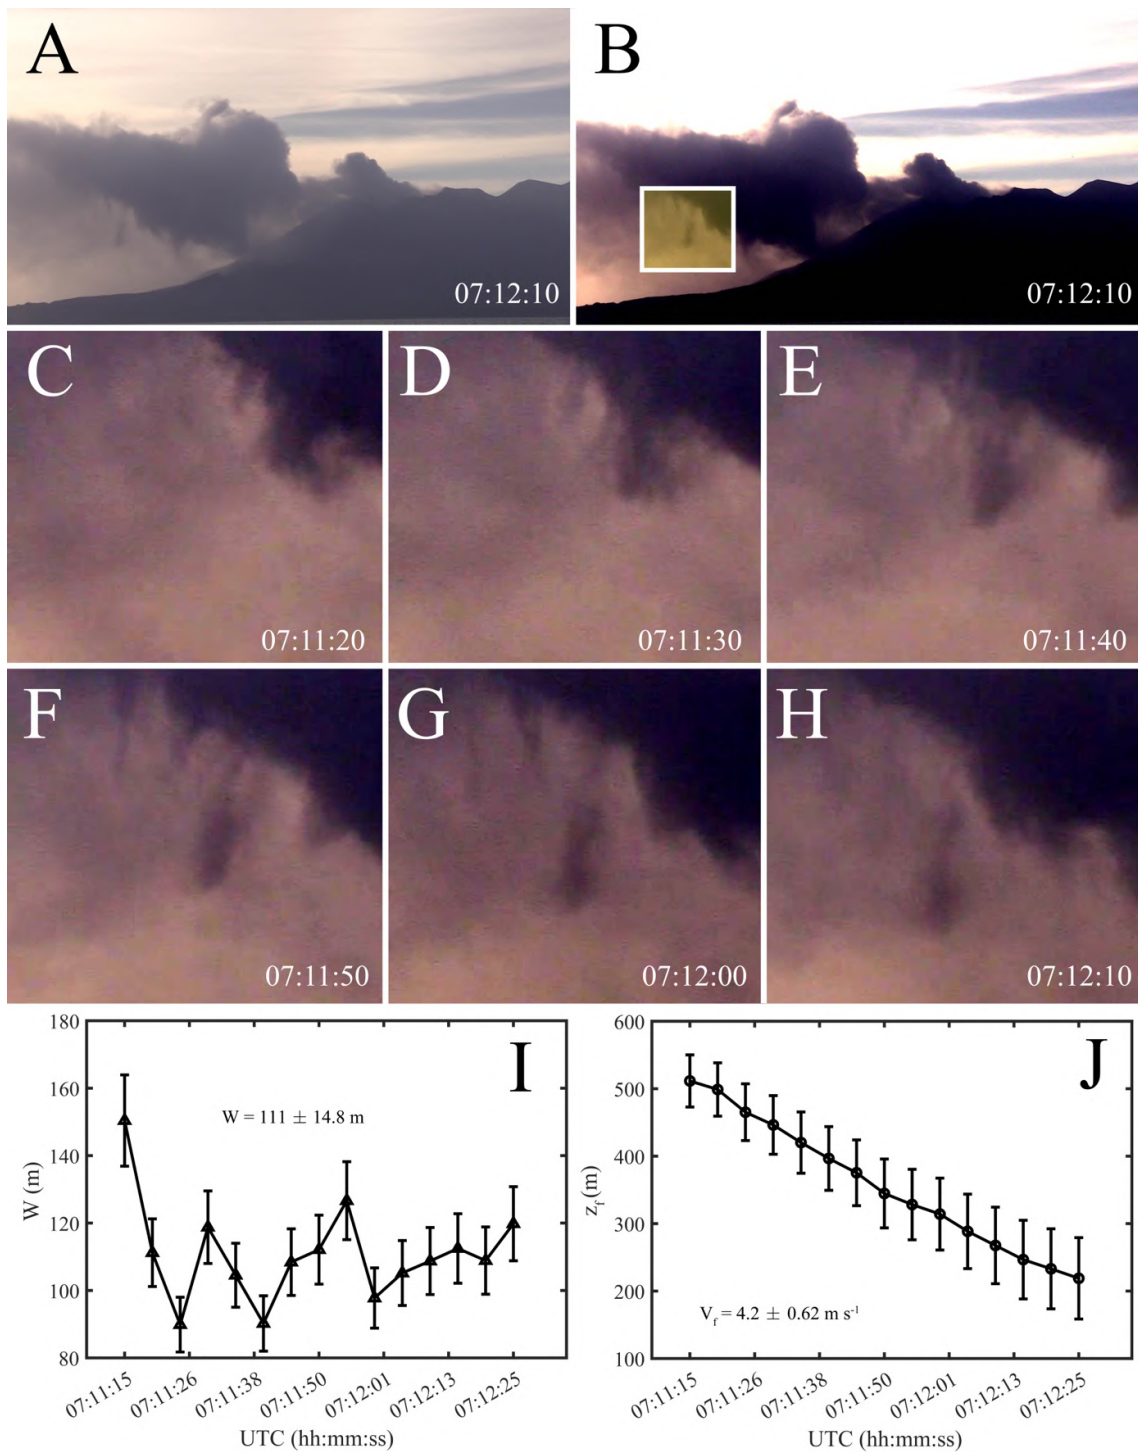 A
B
07:12:10
07:12:10
C
D
E
07:11:20
07:11:30
07:11:40
F
G
H
07:11:50
07:12:00
07:12:10
180
160
140
120
100
80
W (m)
I
W = 111 ± 14.8 m
07:11:15
07:11:26
07:11:38
07:11:50
07:12:01
07:12:13
07:12:25
UTC (hh:mm:ss)
600
500
400
300
200
100
z_f (m)
J
V_f = 4.2 ± 0.62 m s⁻¹
07:11:15
07:11:26
07:11:38
07:11:50
07:12:01
07:12:13
07:12:25
UTC (hh:mm:ss)